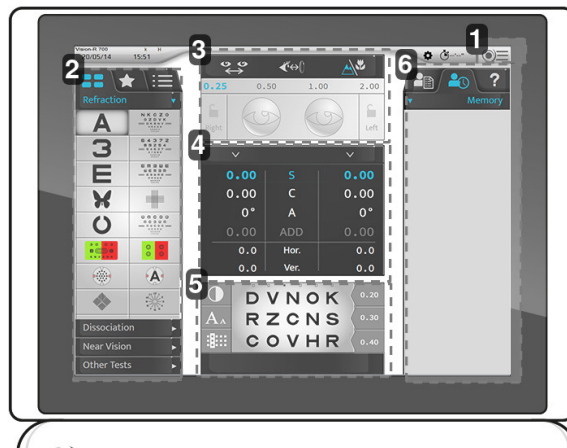 1
Vision-R 700
20/05/14 15:51
2
3
6
?
Refraction
0.25 0.50 1.00 2.00
Memory
Right Left
A
NKCZO
3
E
4
0.00 S 0.00
0.00 C 0.00
0° A 0°
0.00 ADD 0.00
0.0 Hor. 0.0
0.0 Ver. 0.0
A
5
DVNOK 0.20
AA RZCNS 0.30
COVHR 0.40
Dissociation
Near Vision
Other Tests